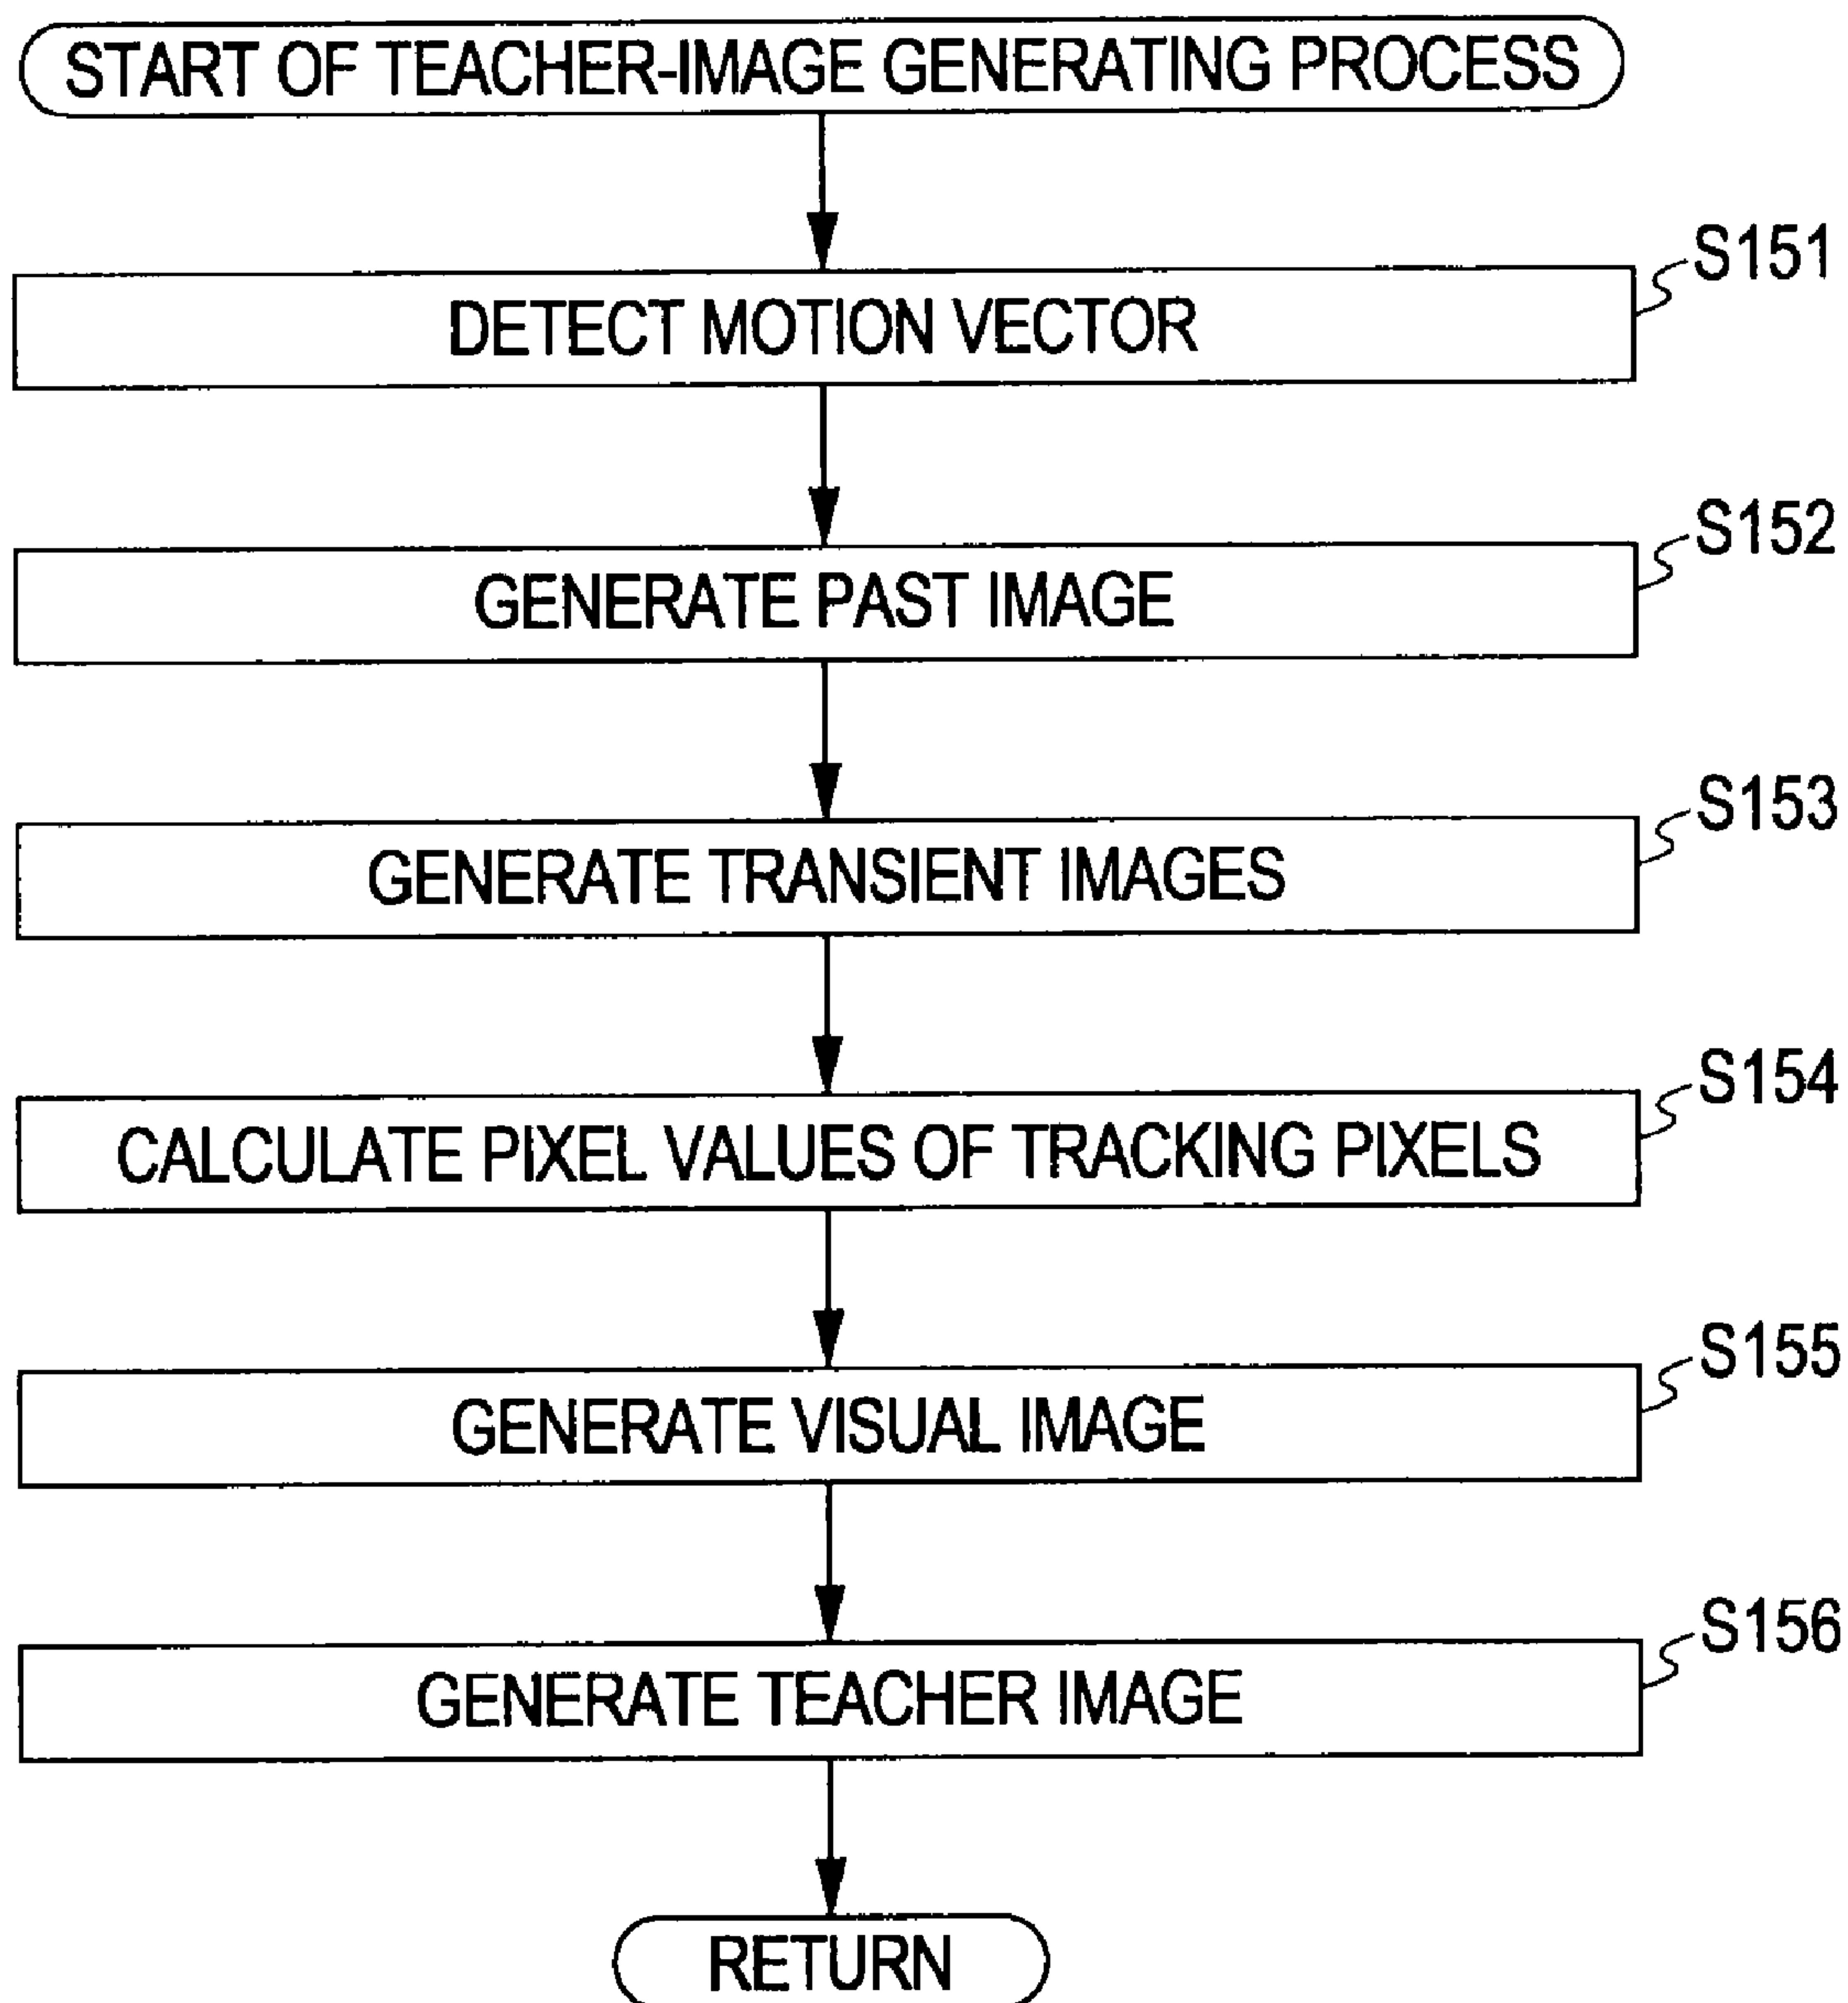 START OF TEACHER-IMAGE GENERATING PROCESS
S151
DETECT MOTION VECTOR
S152
GENERATE PAST IMAGE
S153
GENERATE TRANSIENT IMAGES
S154
CALCULATE PIXEL VALUES OF TRACKING PIXELS
S155
GENERATE VISUAL IMAGE
S156
GENERATE TEACHER IMAGE
RETURN